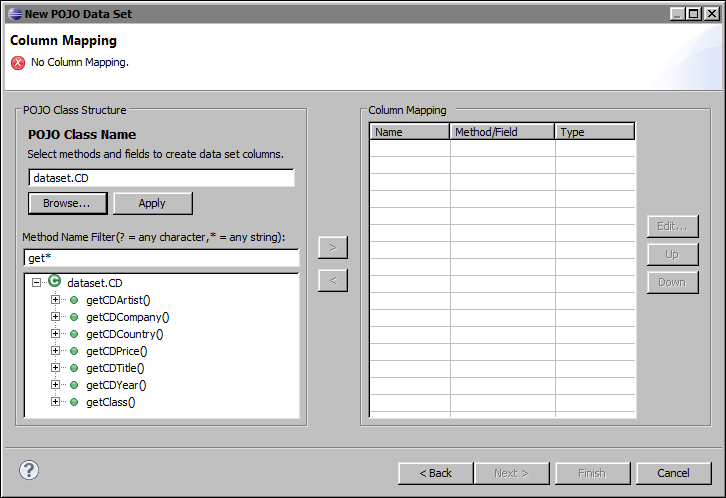 New POJO Data Set
Column Mapping
No Column Mapping.
POJO Class Structure
POJO Class Name
Select methods and fields to create data set columns.
dataset.CD
Browse...
Apply
Method Name Filter(? = any character,* = any string):
get*
dataset.CD
getCDArtist()
getCDCompany()
getCDCountry()
getCDPrice()
getCDTitle()
getCDYear()
getClass()
>
<
Column Mapping
Name Method/Field Type
Edit...
Up
Down
?
< Back Next > Finish Cancel